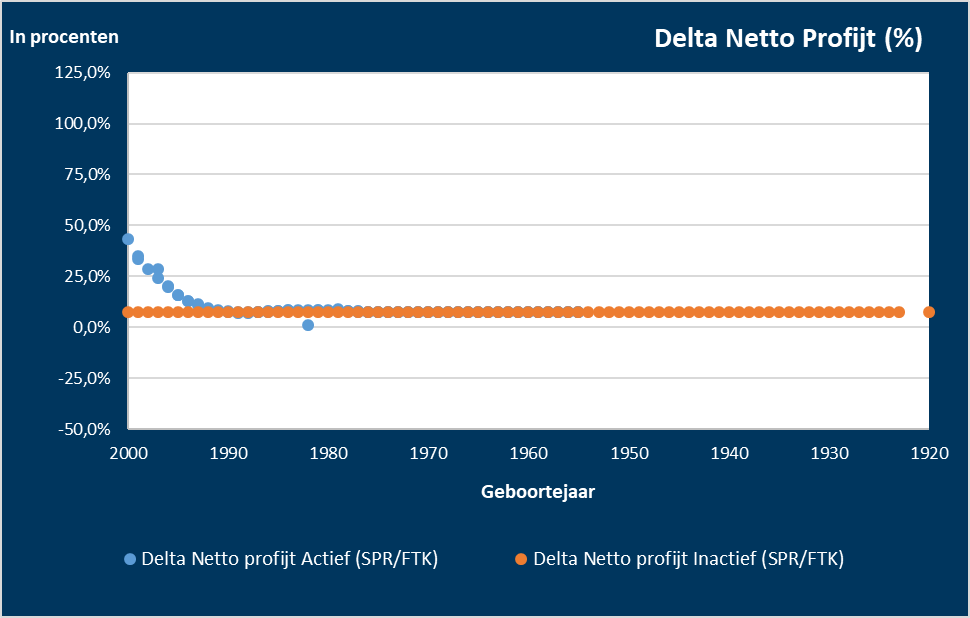 In procenten
Delta Netto Profijt (%)
125,0%
100,0%
75,0%
50,0%
25,0%
0,0%
-25,0%
-50,0%
2000 1990 1980 1970 1960 1950 1940 1930 1920
Geboortejaar
Delta Netto profijt Actief (SPR/FTK) Delta Netto profijt Inactief (SPR/FTK)